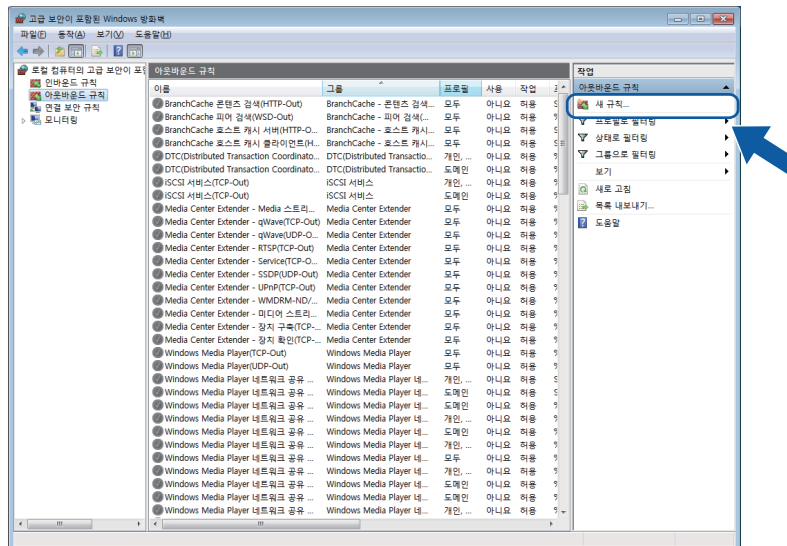 고급 보안이 포함된 Windows 방화벽
파일(F) 동작(A) 보기(V) 도움말(H)
로컬 컴퓨터의 고급 보안이 포
인바운드 규칙
아웃바운드 규칙
연결 보안 규칙
모니터링
아웃바운드 규칙
이름 그룹 프로필 사용 작업
BranchCache 콘텐츠 검색(HTTP-Out) BranchCache - 콘텐츠 검색... 모두 아니요 허용
BranchCache 피어 검색(WSD-Out) BranchCache - 피어 검색(... 모두 아니요 허용
BranchCache 호스트 캐시 서버(HTTP-O... BranchCache - 호스트 캐시... 모두 아니요 허용
BranchCache 호스트 캐시 클라이언트(H... BranchCache - 호스트 캐시... 모두 아니요 허용
DTC(Distributed Transaction Coordinato... DTC(Distributed Transactio... 개인, ... 아니요 허용
DTC(Distributed Transaction Coordinato... DTC(Distributed Transactio... 도메인 아니요 허용
iSCSI 서비스(TCP-Out) iSCSI 서비스 개인, ... 아니요 허용
iSCSI 서비스(TCP-Out) iSCSI 서비스 도메인 아니요 허용
Media Center Extender - Media 스트리... Media Center Extender 모두 아니요 허용
Media Center Extender - qWave(TCP-Out) Media Center Extender 모두 아니요 허용
Media Center Extender - qWave(UDP-O... Media Center Extender 모두 아니요 허용
Media Center Extender - RTSP(TCP-Out) Media Center Extender 모두 아니요 허용
Media Center Extender - Service(TCP-O... Media Center Extender 모두 아니요 허용
Media Center Extender - SSDP(UDP-Out) Media Center Extender 모두 아니요 허용
Media Center Extender - UPnP(TCP-Out) Media Center Extender 모두 아니요 허용
Media Center Extender - WMDRM-ND/... Media Center Extender 모두 아니요 허용
Media Center Extender - 미디어 스트리... Media Center Extender 모두 아니요 허용
Media Center Extender - 장치 구축(TCP-... Media Center Extender 모두 아니요 허용
Media Center Extender - 장치 확인(TCP-... Media Center Extender 모두 아니요 허용
Windows Media Player(TCP-Out) Windows Media Player 모두 아니요 허용
Windows Media Player(UDP-Out) Windows Media Player 모두 아니요 허용
Windows Media Player 네트워크 공유 ... Windows Media Player 네... 개인, ... 아니요 허용
Windows Media Player 네트워크 공유 ... Windows Media Player 네... 도메인 아니요 허용
Windows Media Player 네트워크 공유 ... Windows Media Player 네... 도메인 아니요 허용
Windows Media Player 네트워크 공유 ... Windows Media Player 네... 개인, ... 아니요 허용
Windows Media Player 네트워크 공유 ... Windows Media Player 네... 도메인 아니요 허용
Windows Media Player 네트워크 공유 ... Windows Media Player 네... 개인, ... 아니요 허용
Windows Media Player 네트워크 공유 ... Windows Media Player 네... 모두 아니요 허용
Windows Media Player 네트워크 공유 ... Windows Media Player 네... 개인, ... 아니요 허용
Windows Media Player 네트워크 공유 ... Windows Media Player 네... 도메인 아니요 허용
Windows Media Player 네트워크 공유 ... Windows Media Player 네... 도메인 아니요 허용
Windows Media Player 네트워크 공유 ... Windows Media Player 네... 개인, ... 아니요 허용
작업
아웃바운드 규칙
새 규칙...
프로필로 필터링
상태로 필터링
그룹으로 필터링
보기
새로 고침
목록 내보내기...
도움말